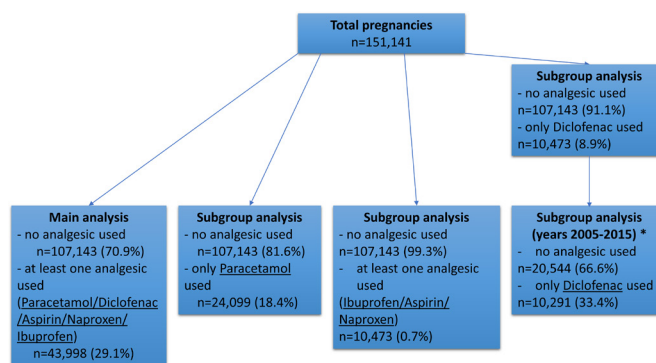 Total pregnancies
n=151,141
Subgroup analysis
- no analgesic used
n=107,143 (91.1%)
- only Diclofenac used
n=10,473 (8.9%)
Main analysis
- no analgesic used
n=107,143 (70.9%)
- at least one analgesic
used
(Paracetamol/Diclofenac
/Aspirin/Naproxen/
Ibuprofen)
n=43,998 (29.1%)
Subgroup analysis
- no analgesic used
n=107,143 (81.6%)
- only Paracetamol
used
n=24,099 (18.4%)
Subgroup analysis
- no analgesic used
n=107,143 (99.3%)
- at least one analgesic
used
(Ibuprofen/Aspirin/
Naproxen)
n=10,473 (0.7%)
Subgroup analysis
(years 2005-2015) *
- no analgesic used
n=20,544 (66.6%)
- only Diclofenac used
n=10,291 (33.4%)